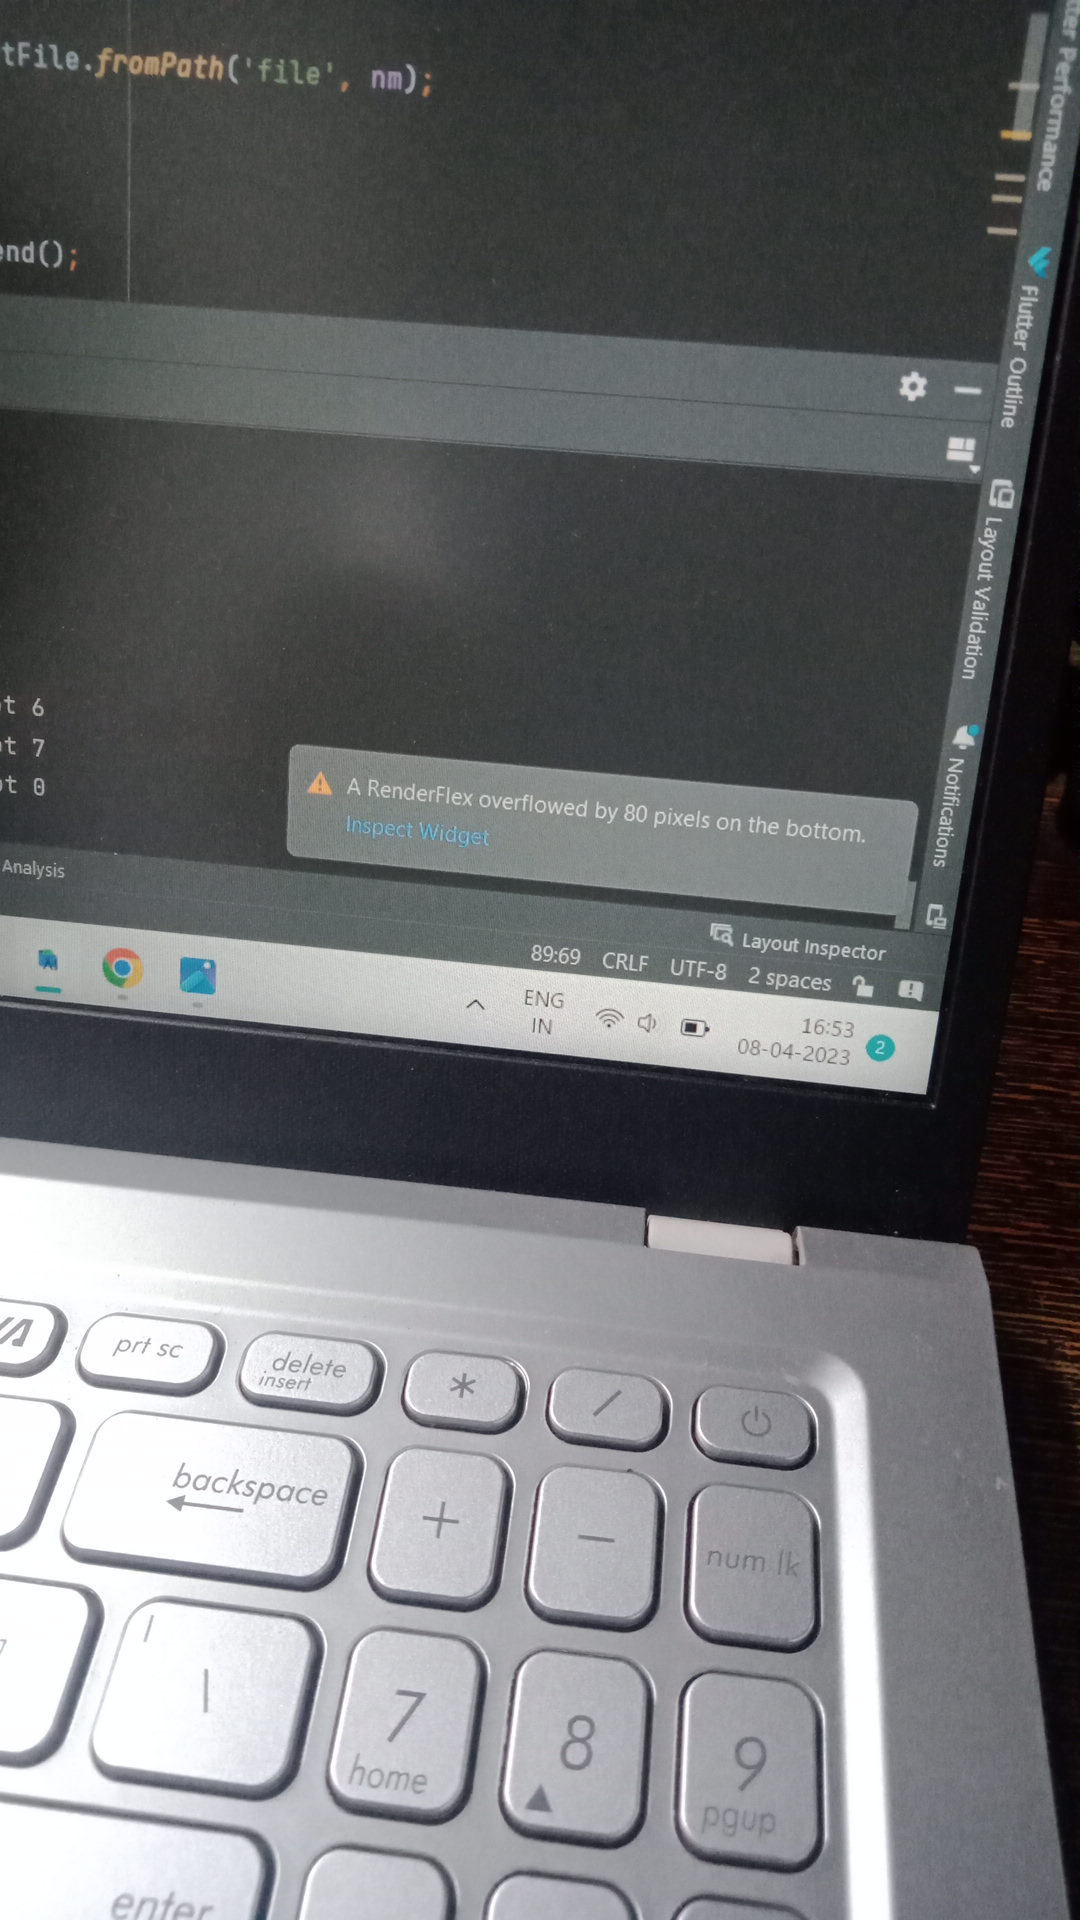 tFile.fromPath('file', nm);
end();
Performance
Flutter Outline
Layout Validation
Notifications
t 6
t 7
t 0
A RenderFlex overflowed by 80 pixels on the bottom.
Inspect Widget
Analysis
Layout Inspector
89:69 CRLF UTF-8 2 spaces
ENG
IN
16:53
08-04-2023
2
prt sc
delete
insert
*
/
backspace
+
-
num lk
|
\
7
home
8
9
pgup
enter